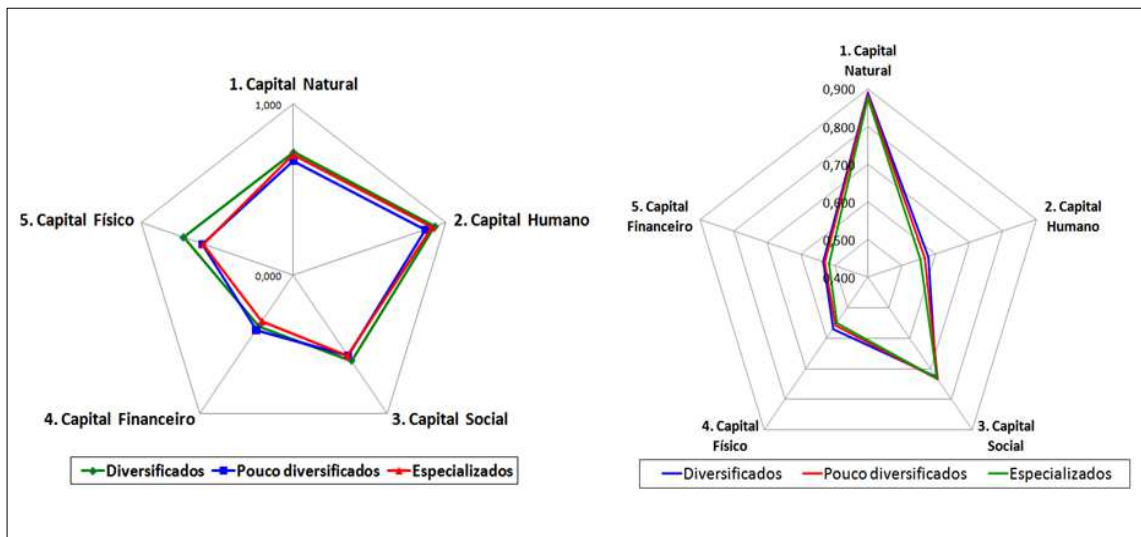 1. Capital Natural
1,000
5. Capital Físico
2. Capital Humano
0,000
4. Capital Financeiro
3. Capital Social
Diversificados Pouco diversificados Especializados
1. Capital
Natural
0,900
0,800
0,700
0,600
0,500
0,400
5. Capital
Financeiro
2. Capital
Humano
4. Capital
Físico
3. Capital
Social
Diversificados Pouco diversificados Especializados